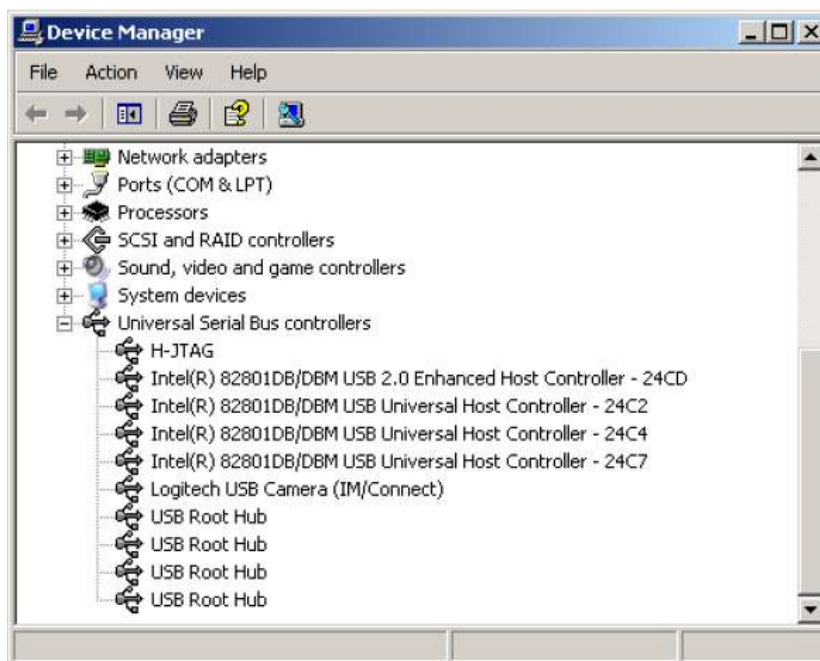 Device Manager
File Action View Help
Network adapters
Ports (COM & LPT)
Processors
SCSI and RAID controllers
Sound, video and game controllers
System devices
Universal Serial Bus controllers
H-JTAG
Intel(R) 82801DB/DBM USB 2.0 Enhanced Host Controller - 24CD
Intel(R) 82801DB/DBM USB Universal Host Controller - 24C2
Intel(R) 82801DB/DBM USB Universal Host Controller - 24C4
Intel(R) 82801DB/DBM USB Universal Host Controller - 24C7
Logitech USB Camera (IM/Connect)
USB Root Hub
USB Root Hub
USB Root Hub
USB Root Hub